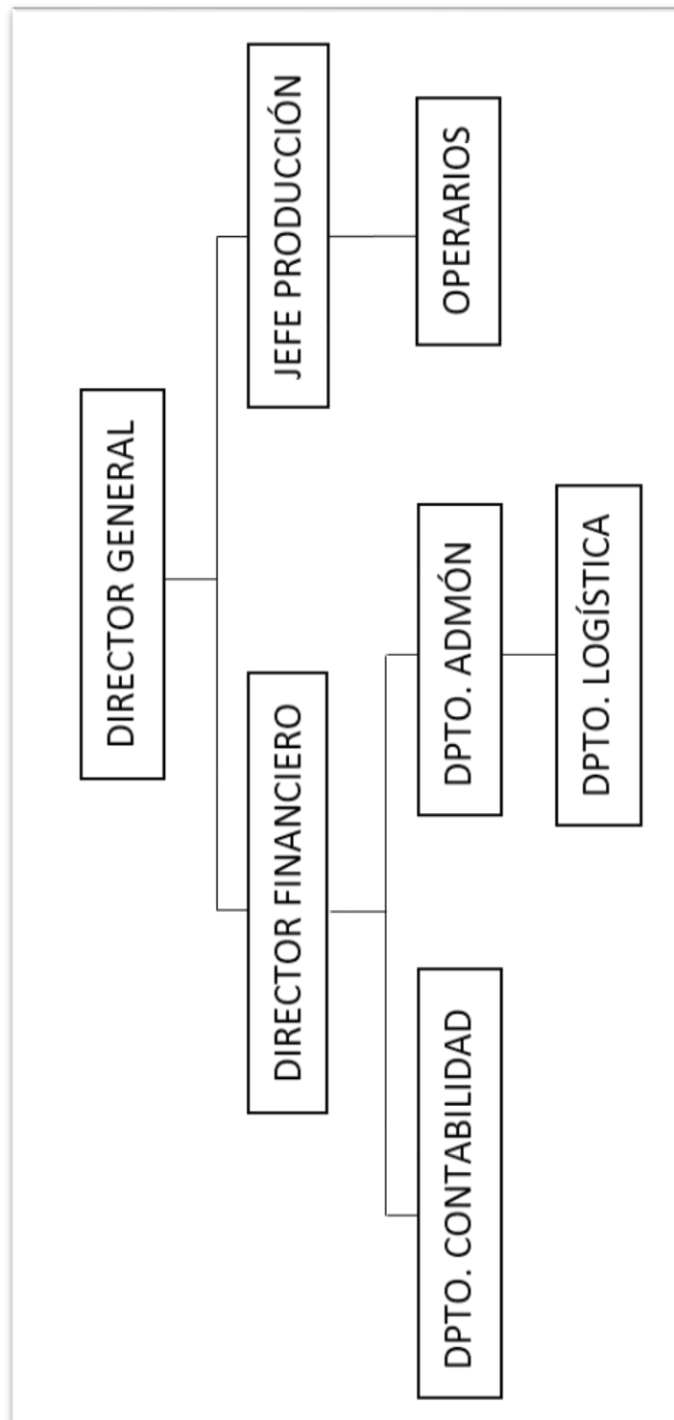 DIRECTOR GENERAL
DIRECTOR FINANCIERO
JEFE PRODUCCIÓN
DPTO. CONTABILIDAD
DPTO. ADMÓN
OPERARIOS
DPTO. LOGÍSTICA